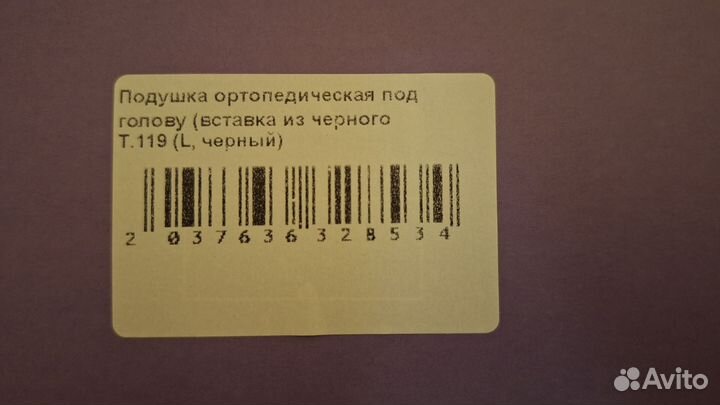 Подушка ортопедическая под
голову (вставка из черного
Т.119 (L, черный)
2 037636 328534
Avito